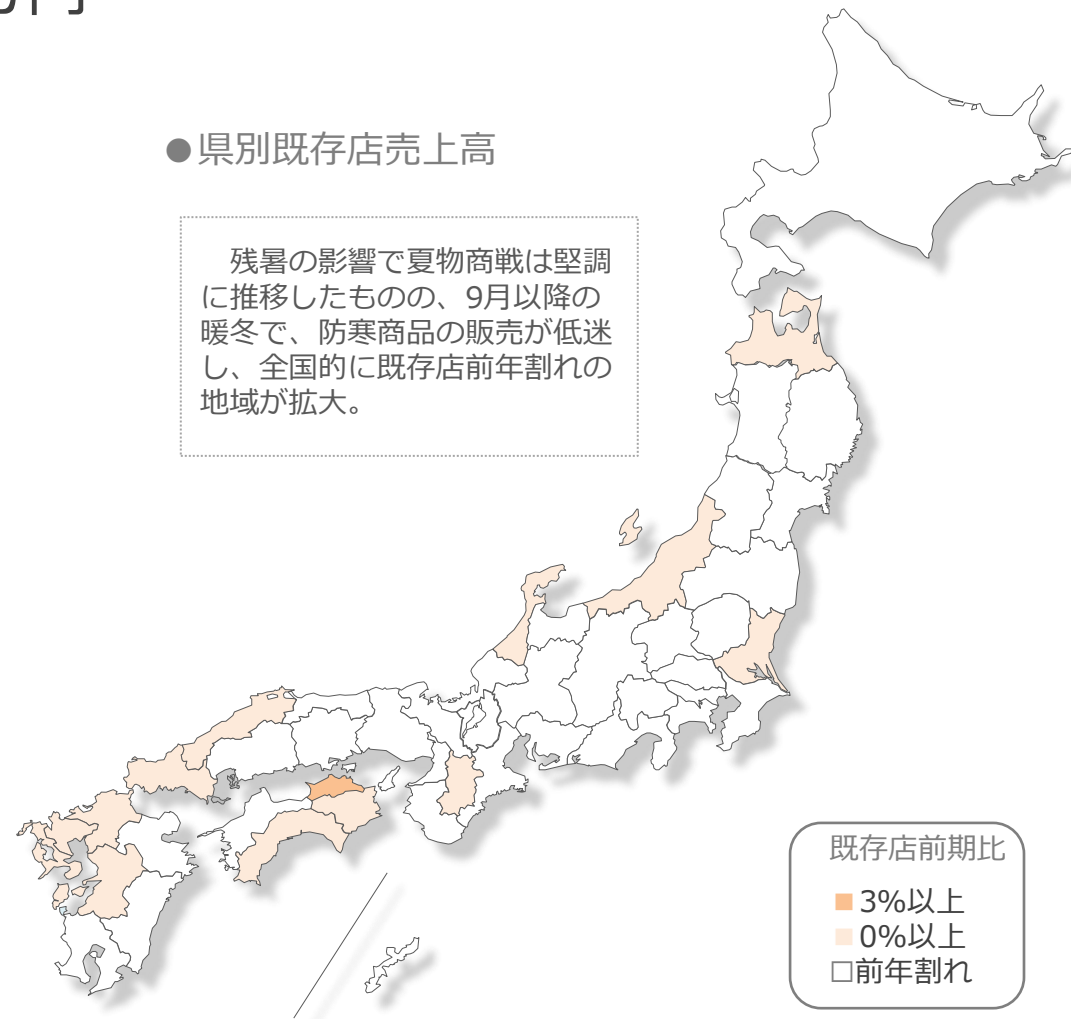 ●県別既存店売上高
残暑の影響で夏物商戦は堅調
に推移したものの、9月以降の
暖冬で、防寒商品の販売が低迷
し、全国的に既存店前年割れの
地域が拡大。
既存店前期比
■3%以上
■0%以上
□前年割れ